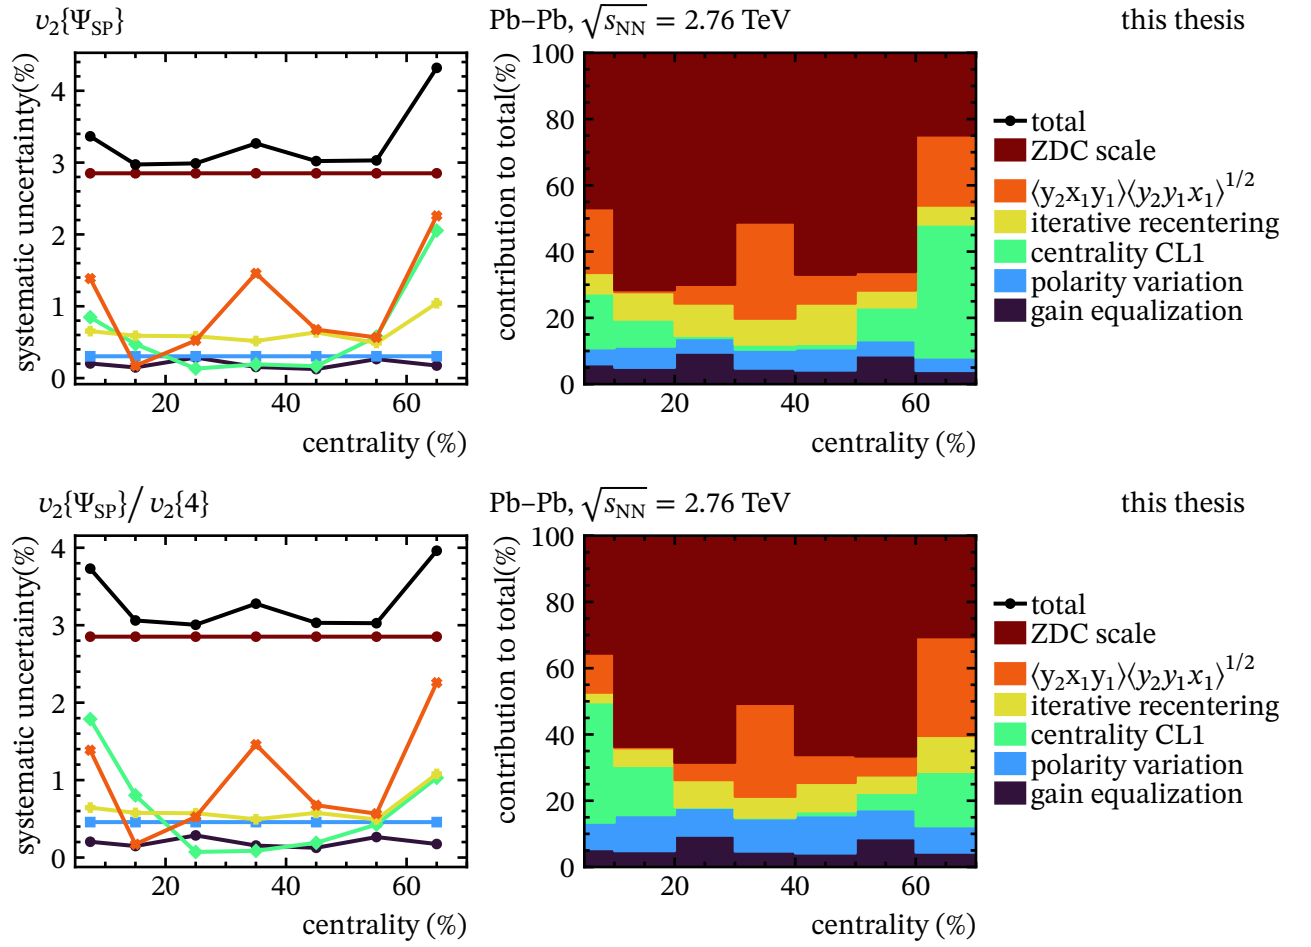 v₂{Ψ_SP}
Pb–Pb, √s_NN = 2.76 TeV
this thesis
systematic uncertainty(%)
4
3
2
1
0
20
40
60
centrality (%)
contribution to total(%)
100
80
60
40
20
0
20
40
60
centrality (%)
total
ZDC scale
⟨y₂x₁y₁⟩⟨y₂y₁x₁⟩^1/2
iterative recentering
centrality CL1
polarity variation
gain equalization
v₂{Ψ_SP}/ v₂{4}
Pb–Pb, √s_NN = 2.76 TeV
this thesis
systematic uncertainty(%)
4
3
2
1
0
20
40
60
centrality (%)
contribution to total(%)
100
80
60
40
20
0
20
40
60
centrality (%)
total
ZDC scale
⟨y₂x₁y₁⟩⟨y₂y₁x₁⟩^1/2
iterative recentering
centrality CL1
polarity variation
gain equalization